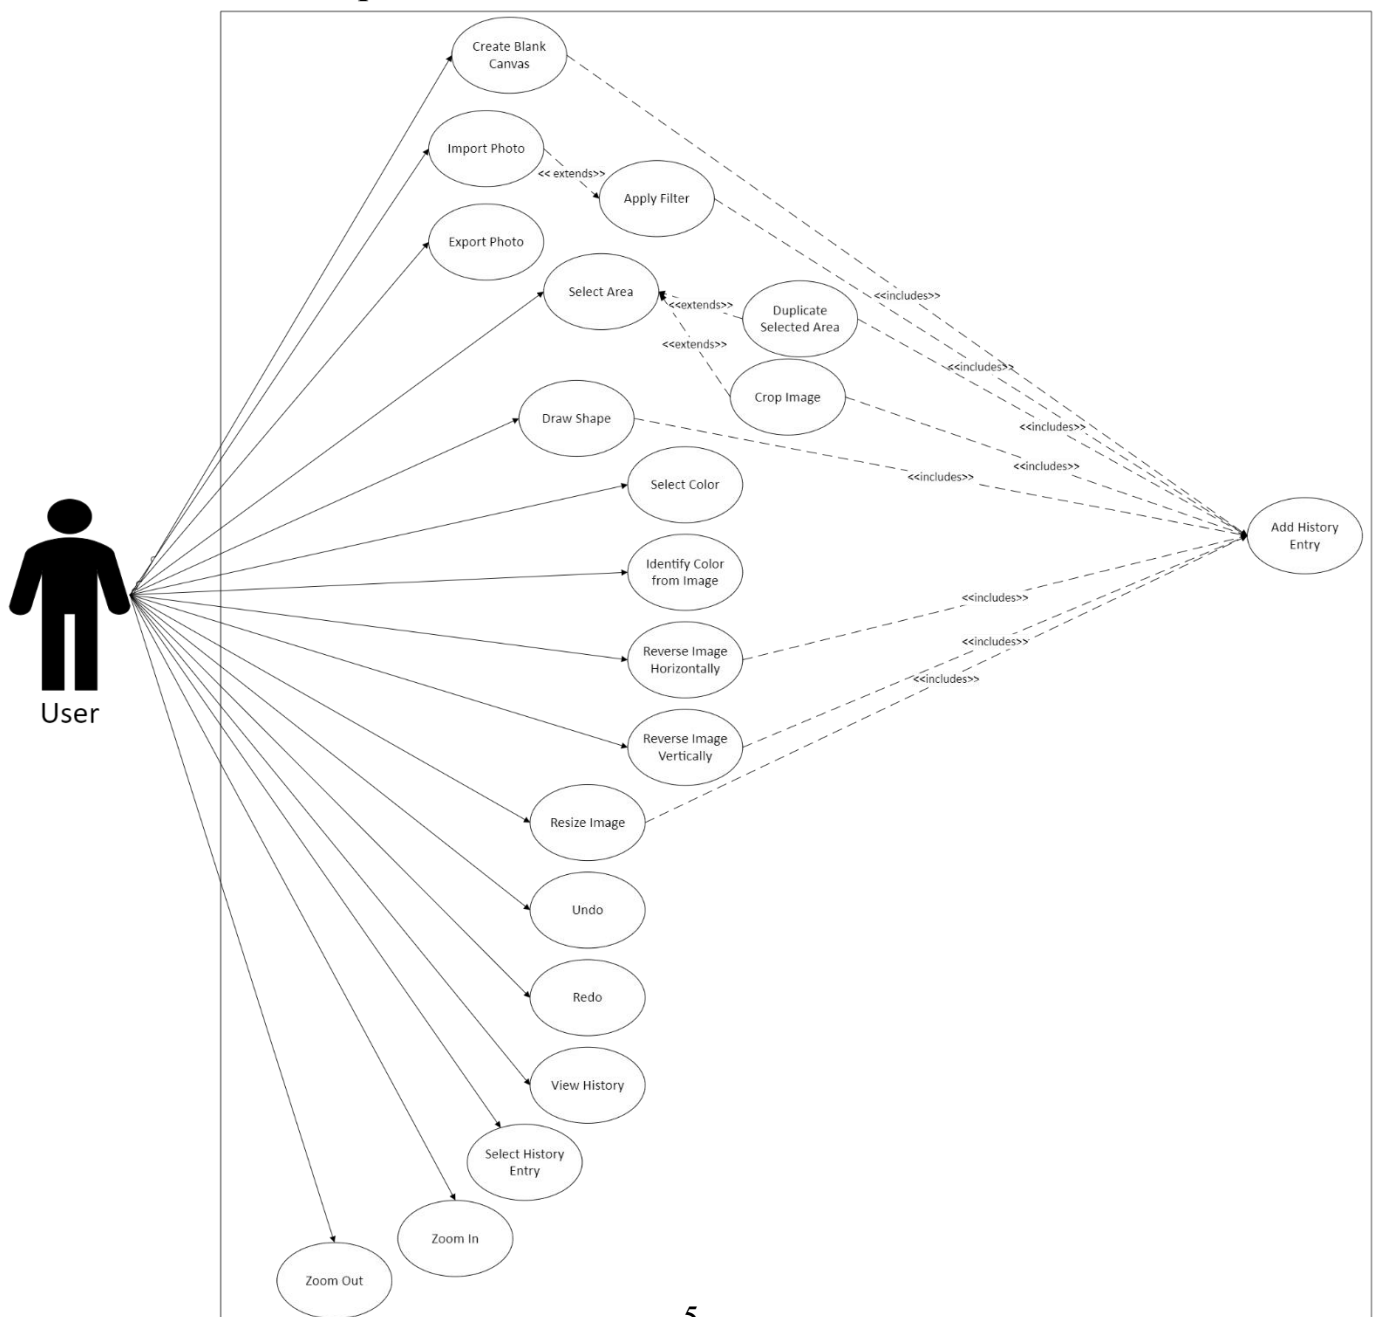 Create Blank
Canvas
Import Photo
<< extends>>
Apply Filter
Export Photo
Select Area
<<extends>>
Duplicate
Selected Area
<<includes>>
<<extends>>
<<includes>>
Crop Image
Draw Shape
<<includes>>
<<includes>>
<<includes>>
Select Color
Add History
Entry
Identify Color
from Image
<<includes>>
Reverse Image
Horizontally
<<includes>>
<<includes>>
User
Reverse Image
Vertically
Resize Image
Undo
Redo
View History
Select History
Entry
Zoom In
Zoom Out